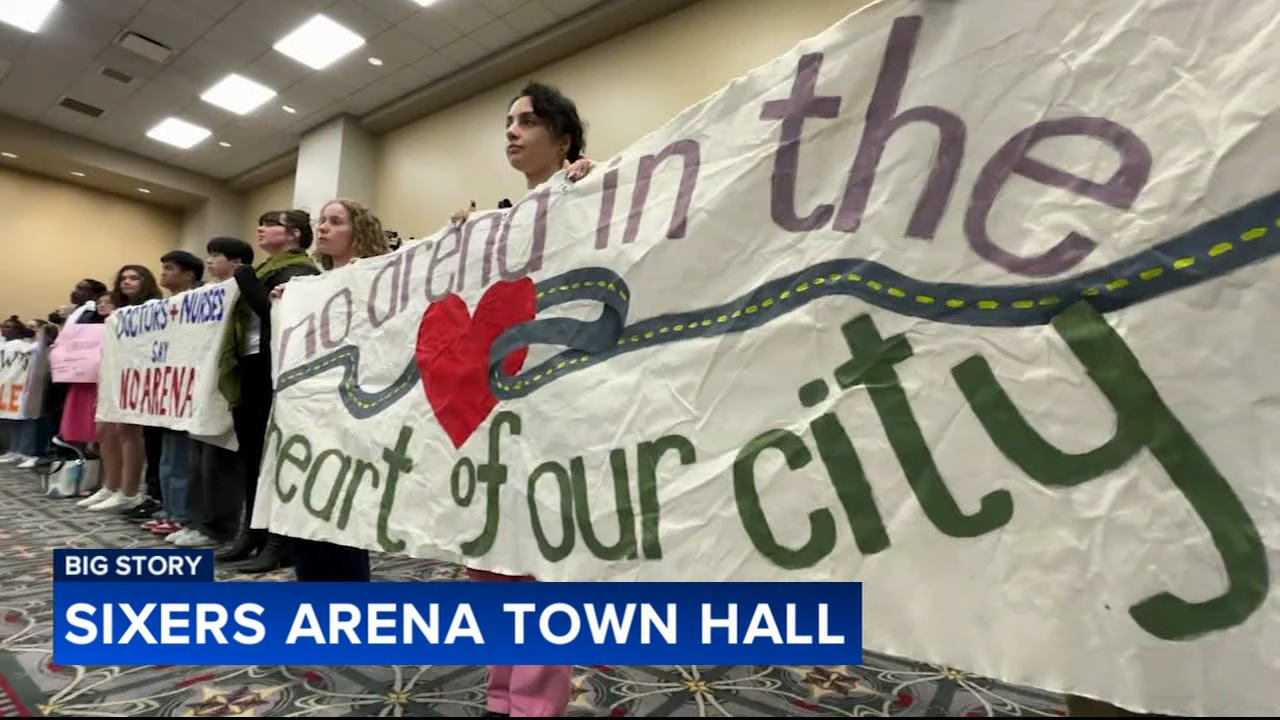 no arena in the
heart of our city
DOCTORS + NURSES
SAY
NO ARENA
BIG STORY
SIXERS ARENA TOWN HALL